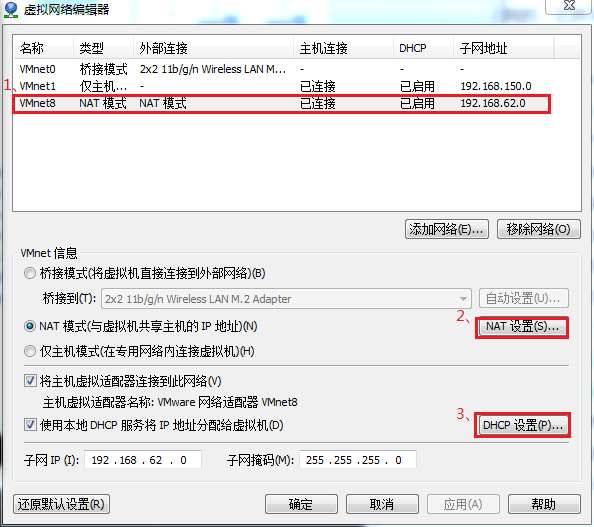 虚拟网络编辑器
名称 类型 外部连接 主机连接 DHCP 子网地址
VMnet0 桥接模式 2x2 11b/g/n Wireless LAN M... - - -
1、 VMnet1 仅主机... - 已连接 已启用 192.168.150.0
VMnet8 NAT 模式 NAT 模式 已连接 已启用 192.168.62.0
添加网络(E)... 移除网络(O)
VMnet 信息
桥接模式(将虚拟机直接连接到外部网络)(B)
桥接到(T): 2x2 11b/g/n Wireless LAN M.2 Adapter 自动设置(U)...
2、
NAT 模式(与虚拟机共享主机的 IP 地址)(N) NAT 设置(S)...
仅主机模式(在专用网络内连接虚拟机)(H)
将主机虚拟适配器连接到此网络(V)
主机虚拟适配器名称: VMware 网络适配器 VMnet8
3、
使用本地 DHCP 服务将 IP 地址分配给虚拟机(D) DHCP 设置(P)...
子网 IP (I): 192 . 168 . 62 . 0 子网掩码(M): 255 . 255 . 255 . 0
还原默认设置(R) 确定 取消 应用(A) 帮助